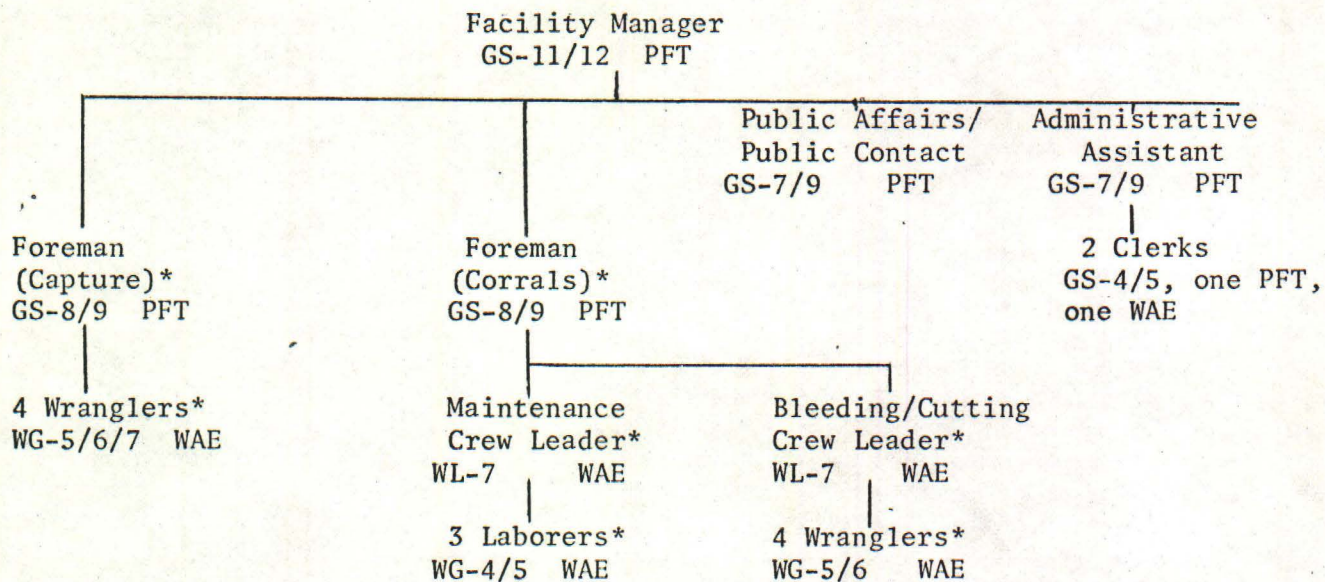 Facility Manager
GS-11/12 PFT
Public Affairs/
Public Contact
GS-7/9 PFT
Administrative
Assistant
GS-7/9 PFT
2 Clerks
GS-4/5, one PFT,
one WAE
Foreman
(Capture)*
GS-8/9 PFT
4 Wranglers*
WG-5/6/7 WAE
Foreman
(Corrals)*
GS-8/9 PFT
Maintenance
Crew Leader*
WL-7 WAE
3 Laborers*
WG-4/5 WAE
Bleeding/Cutting
Crew Leader*
WL-7 WAE
4 Wranglers*
WG-5/6 WAE